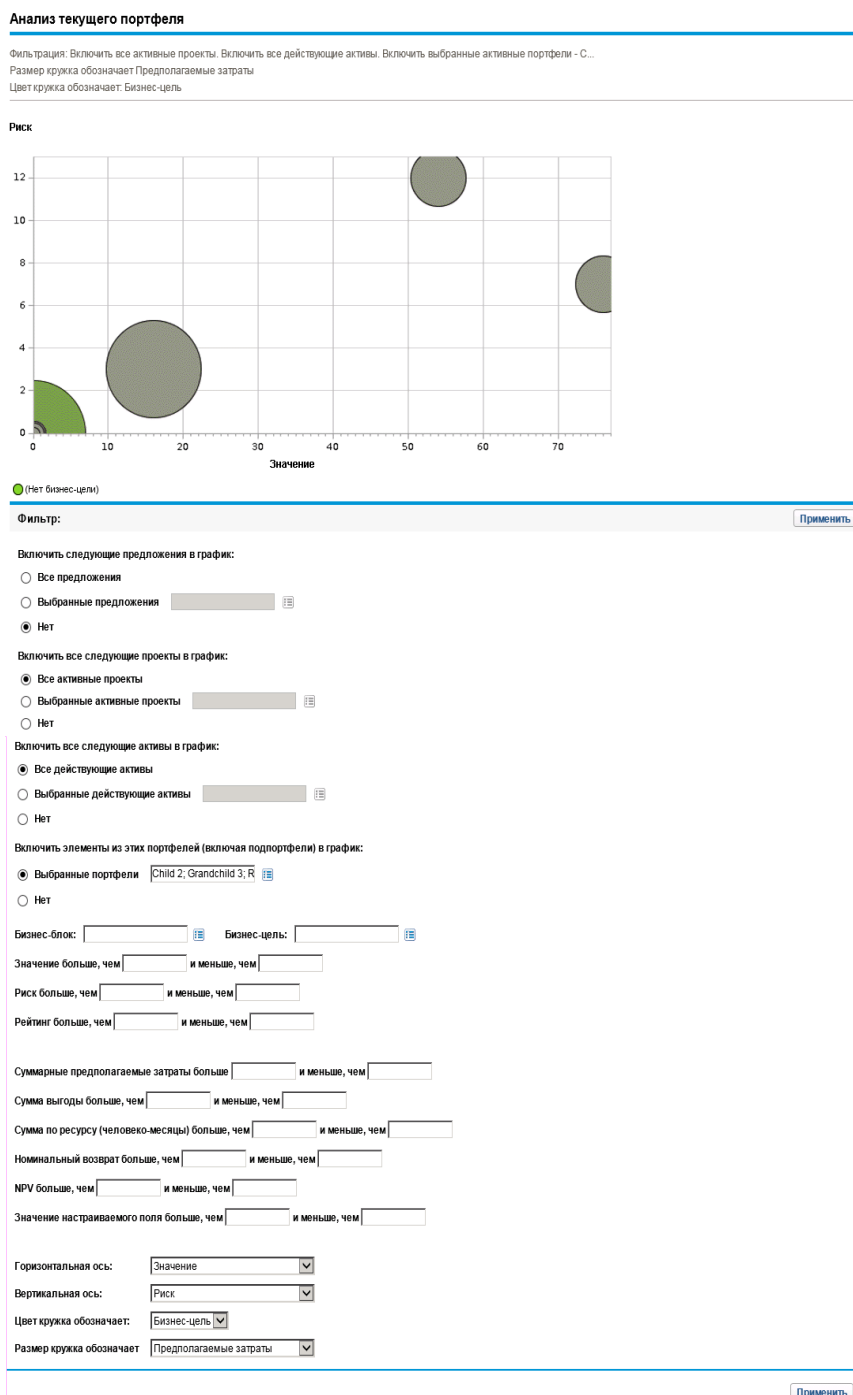 Анализ текущего портфеля
Фильтрация: Включить все активные проекты. Включить все действующие активы. Включить выбранные активные портфели - С...
Размер кружка обозначает Предполагаемые затраты
Цвет кружка обозначает: Бизнес-цель
Риск
12
10
8
6
4
2
0
0 10 20 30 40 50 60 70
Значение
(Нет бизнес-цели)
Фильтр: Применить
Включить следующие предложения в график:
Все предложения
Выбранные предложения
Нет
Включить все следующие проекты в график:
Все активные проекты
Выбранные активные проекты
Нет
Включить все следующие активы в график:
Все действующие активы
Выбранные действующие активы
Нет
Включить элементы из этих портфелей (включая подпортфели) в график:
Выбранные портфели Child 2; Grandchild 3; R
Нет
Бизнес-блок: Бизнес-цель:
Значение больше, чем и меньше, чем
Риск больше, чем и меньше, чем
Рейтинг больше, чем и меньше, чем
Суммарные предполагаемые затраты больше и меньше, чем
Сумма выгоды больше, чем и меньше, чем
Сумма по ресурсу (человеко-месяцы) больше, чем и меньше, чем
Номинальный возврат больше, чем и меньше, чем
NPV больше, чем и меньше, чем
Значение настраиваемого поля больше, чем и меньше, чем
Горизонтальная ось: Значение
Вертикальная ось: Риск
Цвет кружка обозначает: Бизнес-цель
Размер кружка обозначает Предполагаемые затраты
Применить